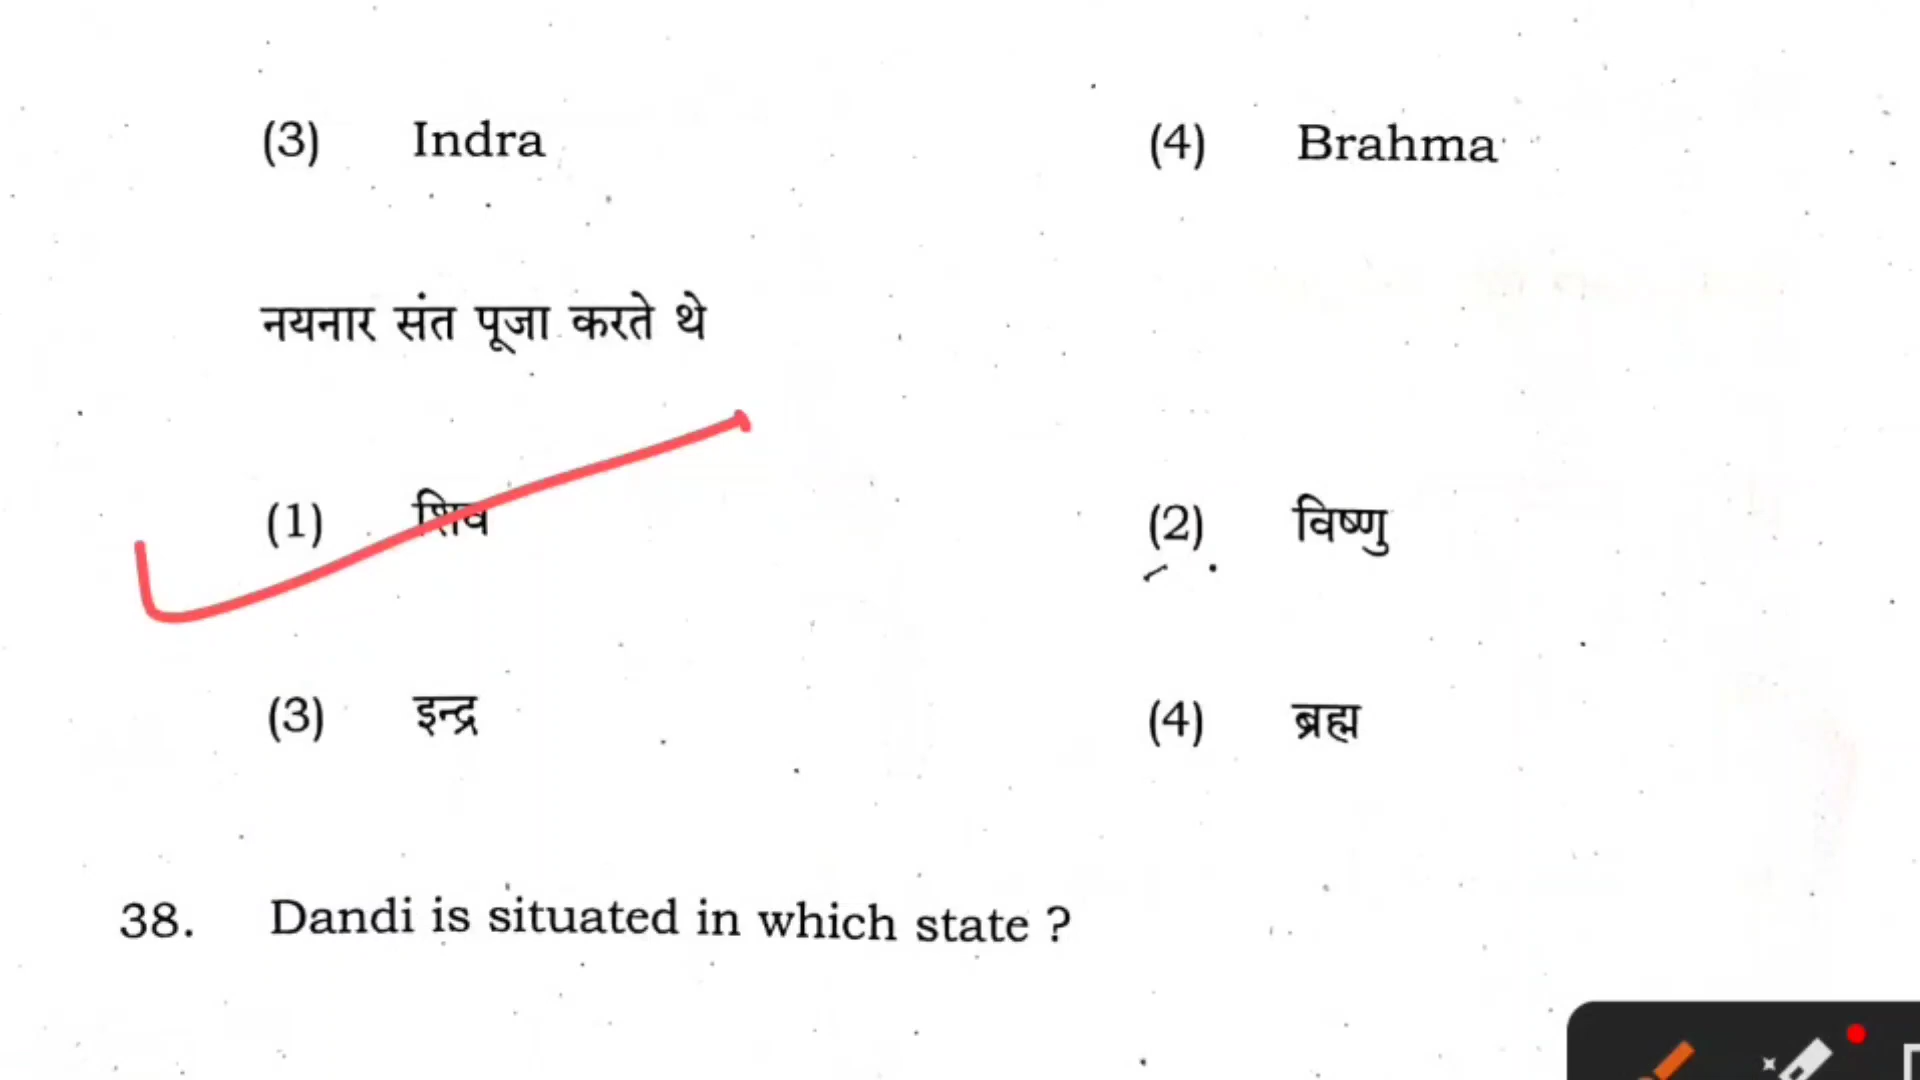 (3) Indra (4) Brahma
नयनार संत पूजा करते थे
(1) शिव (2) विष्णु
(3) इन्द्र (4) ब्रह्म
38. Dandi is situated in which state ?